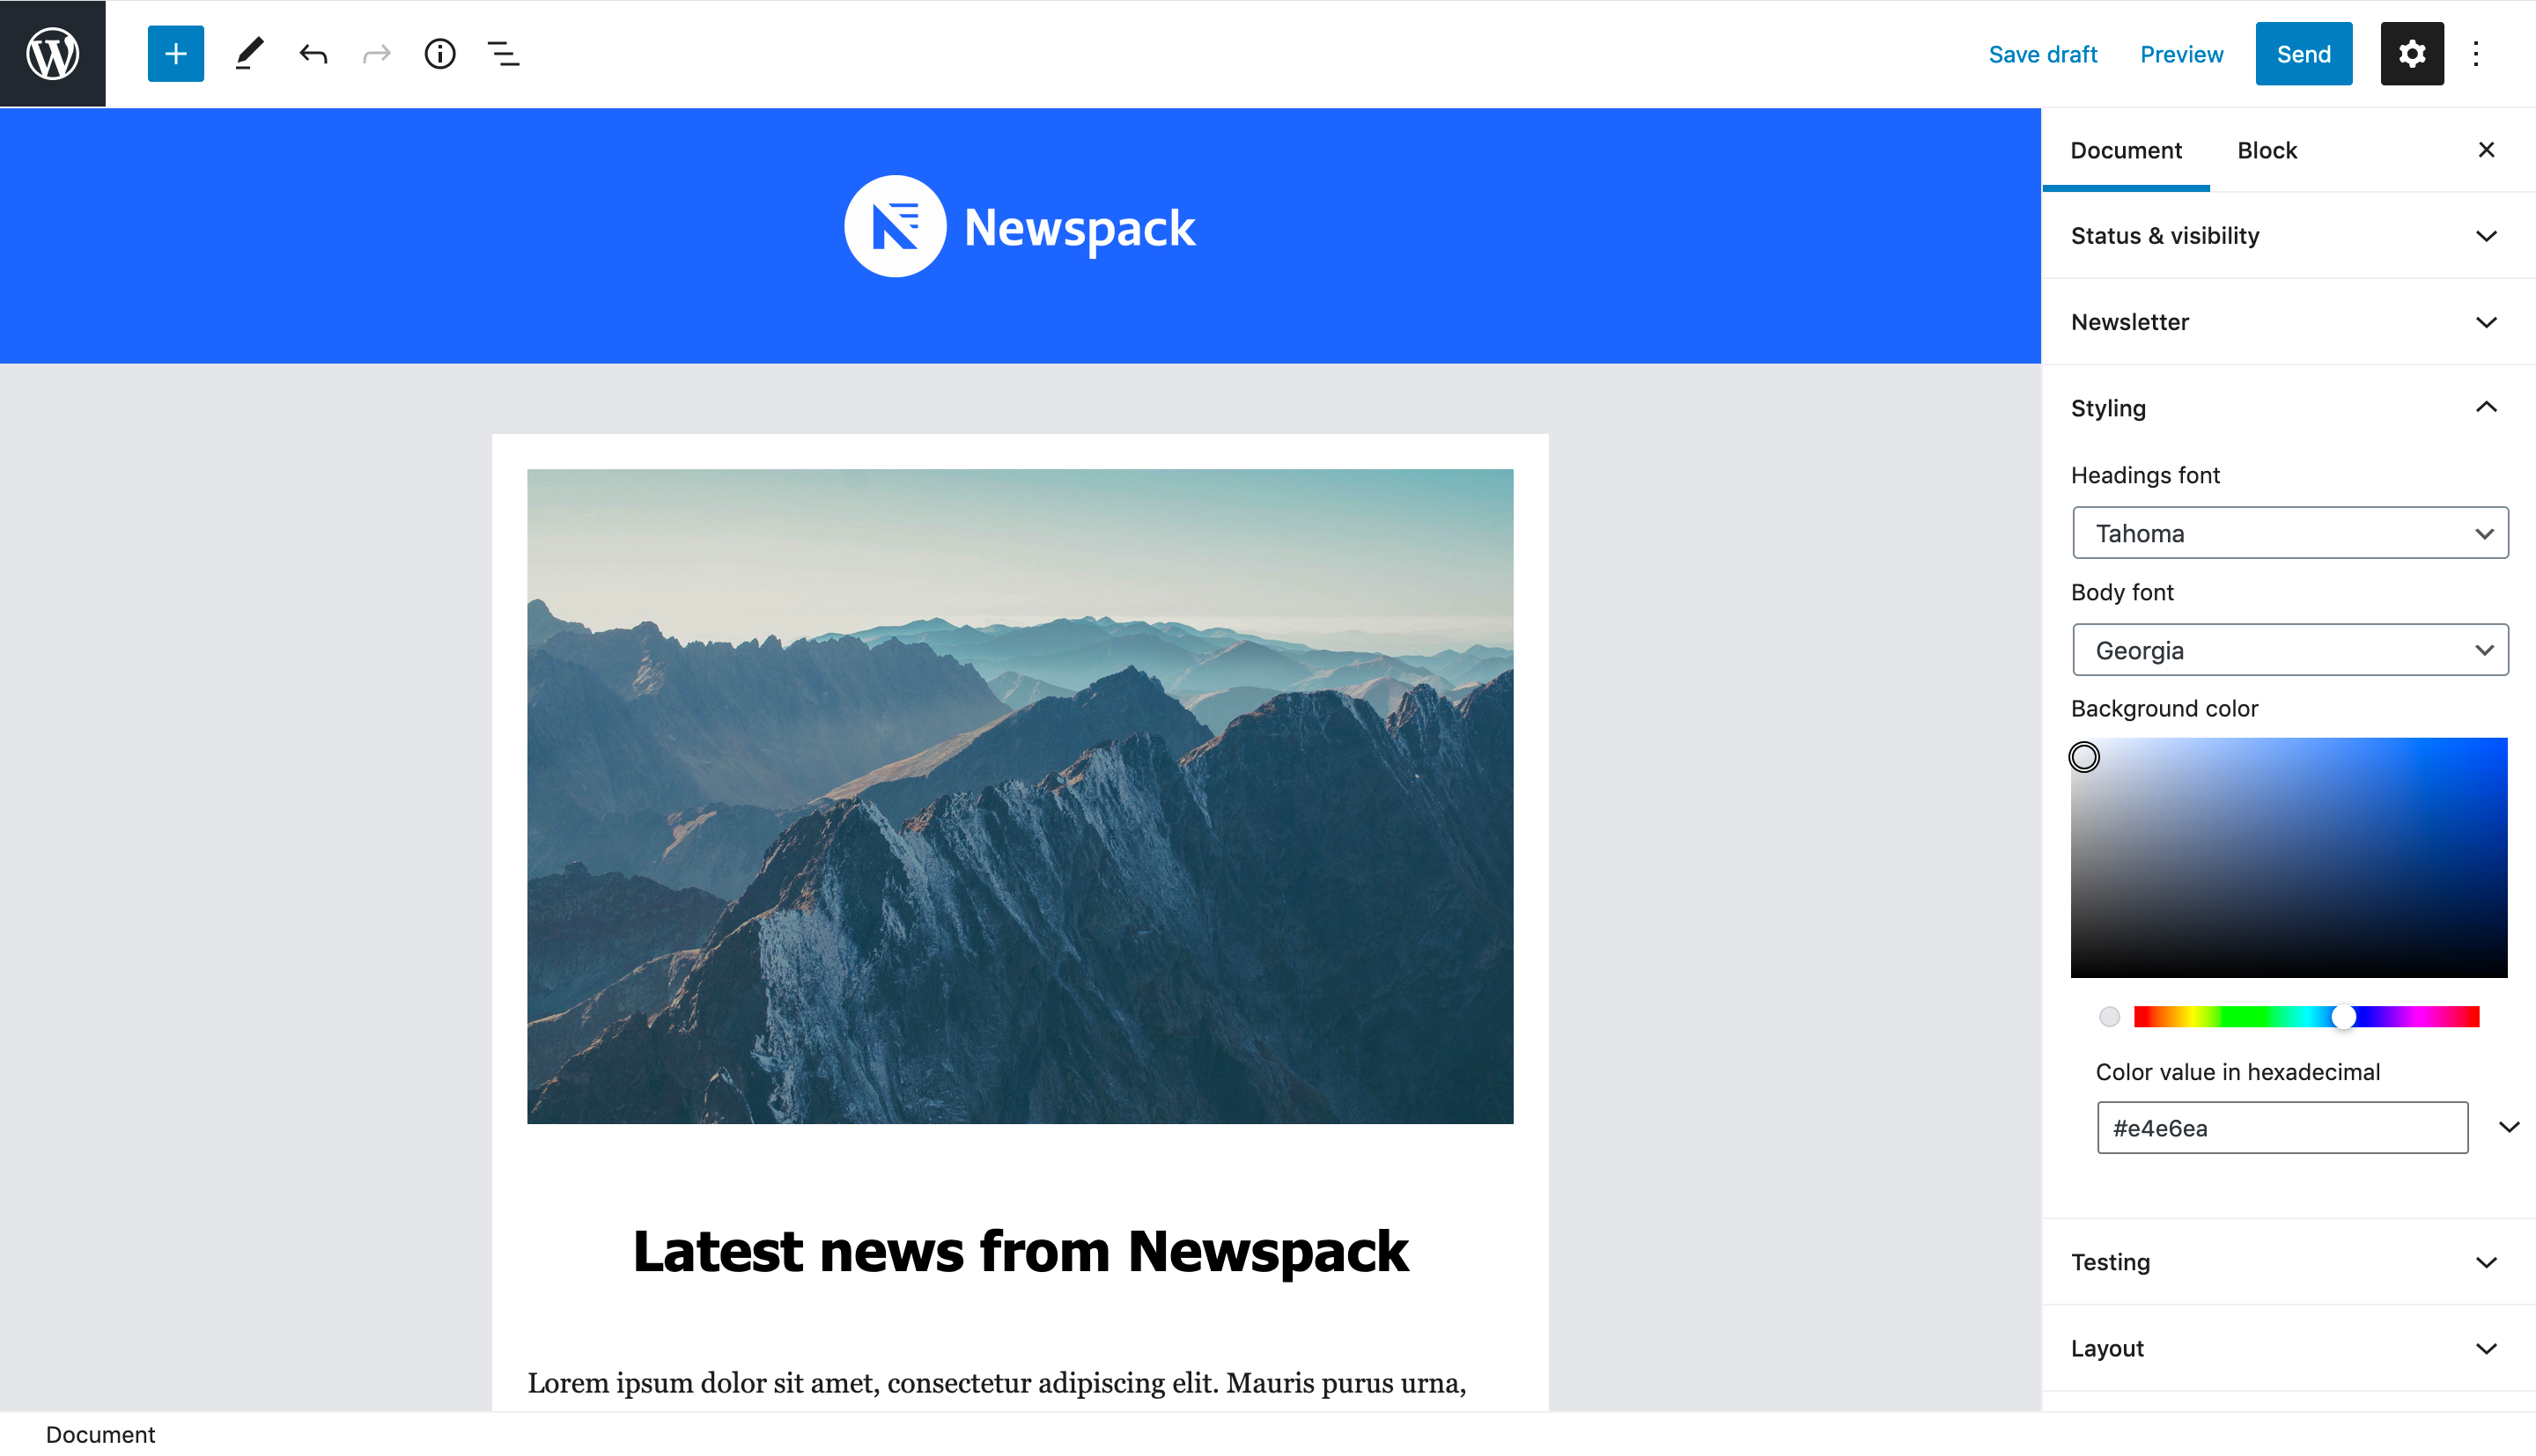 Save draft
Preview
Send
Newspack
Document
Block
Status & visibility
Newsletter
Styling
Headings font
Tahoma
Body font
Georgia
Background color
Color value in hexadecimal
#e4e6ea
Testing
Layout
Latest news from Newspack
Lorem ipsum dolor sit amet, consectetur adipiscing elit. Mauris purus urna,
Document